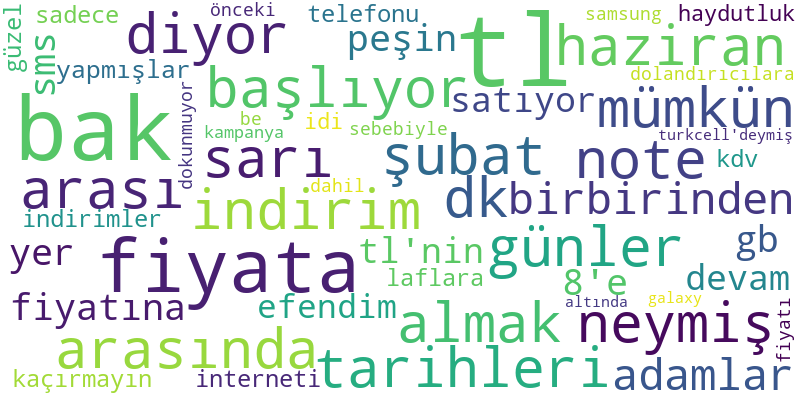 güzel
sadece
sms
diyor
önceki
telefonu
peşin
tl
samsung
haydutluk
haziran
yapmışlar
başlıyor
dolandırıcılara
satıyor
mümkün
bak
dokunmuyor
be
kampanya
idi
sebebiyle
turkcell'deymiş
sarı
şubat
note
kdv
arası
dahil
dk
birbirinden
indirimler
indirim
yer
fiyata
tl'nin
günler
gb
laflara
8'e
devam
fiyatına
efendim
almak
altında
galaxy
neymiş
fiyatı
arasında
kaçırmayın
interneti
tarihleri
adamlar